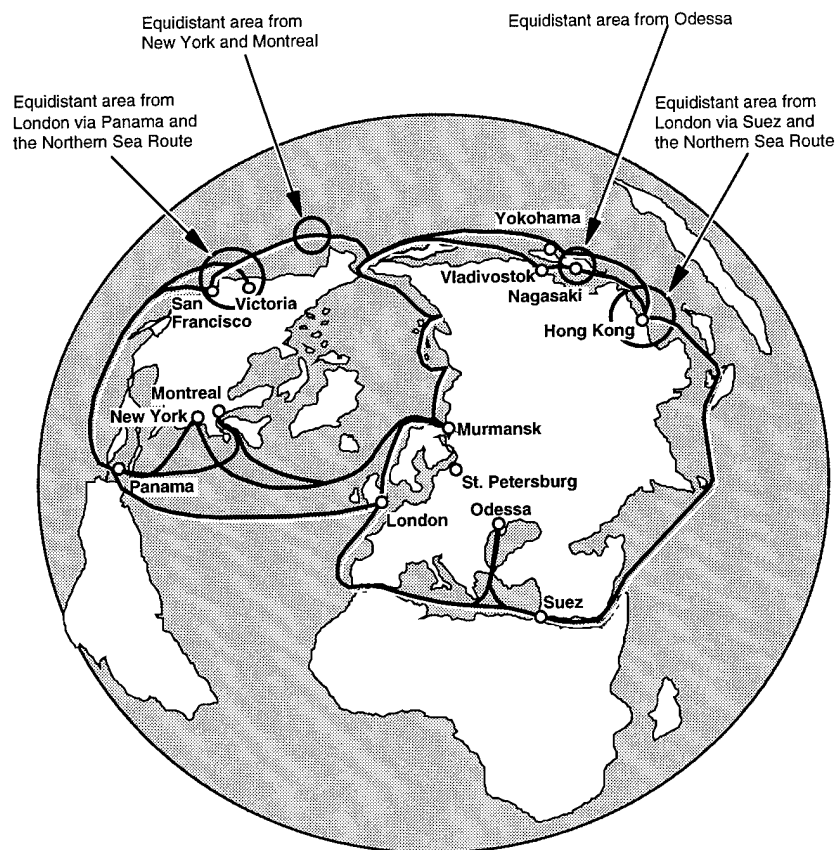 Equidistant area from
New York and Montreal
Equidistant area from Odessa
Equidistant area from
London via Panama and
the Northern Sea Route
Equidistant area from
London via Suez and
the Northern Sea Route
Yokohama
Vladivostok
Nagasaki
San
Francisco
Victoria
Hong Kong
Montreal
New York
Murmansk
Panama
St. Petersburg
London
Odessa
Suez